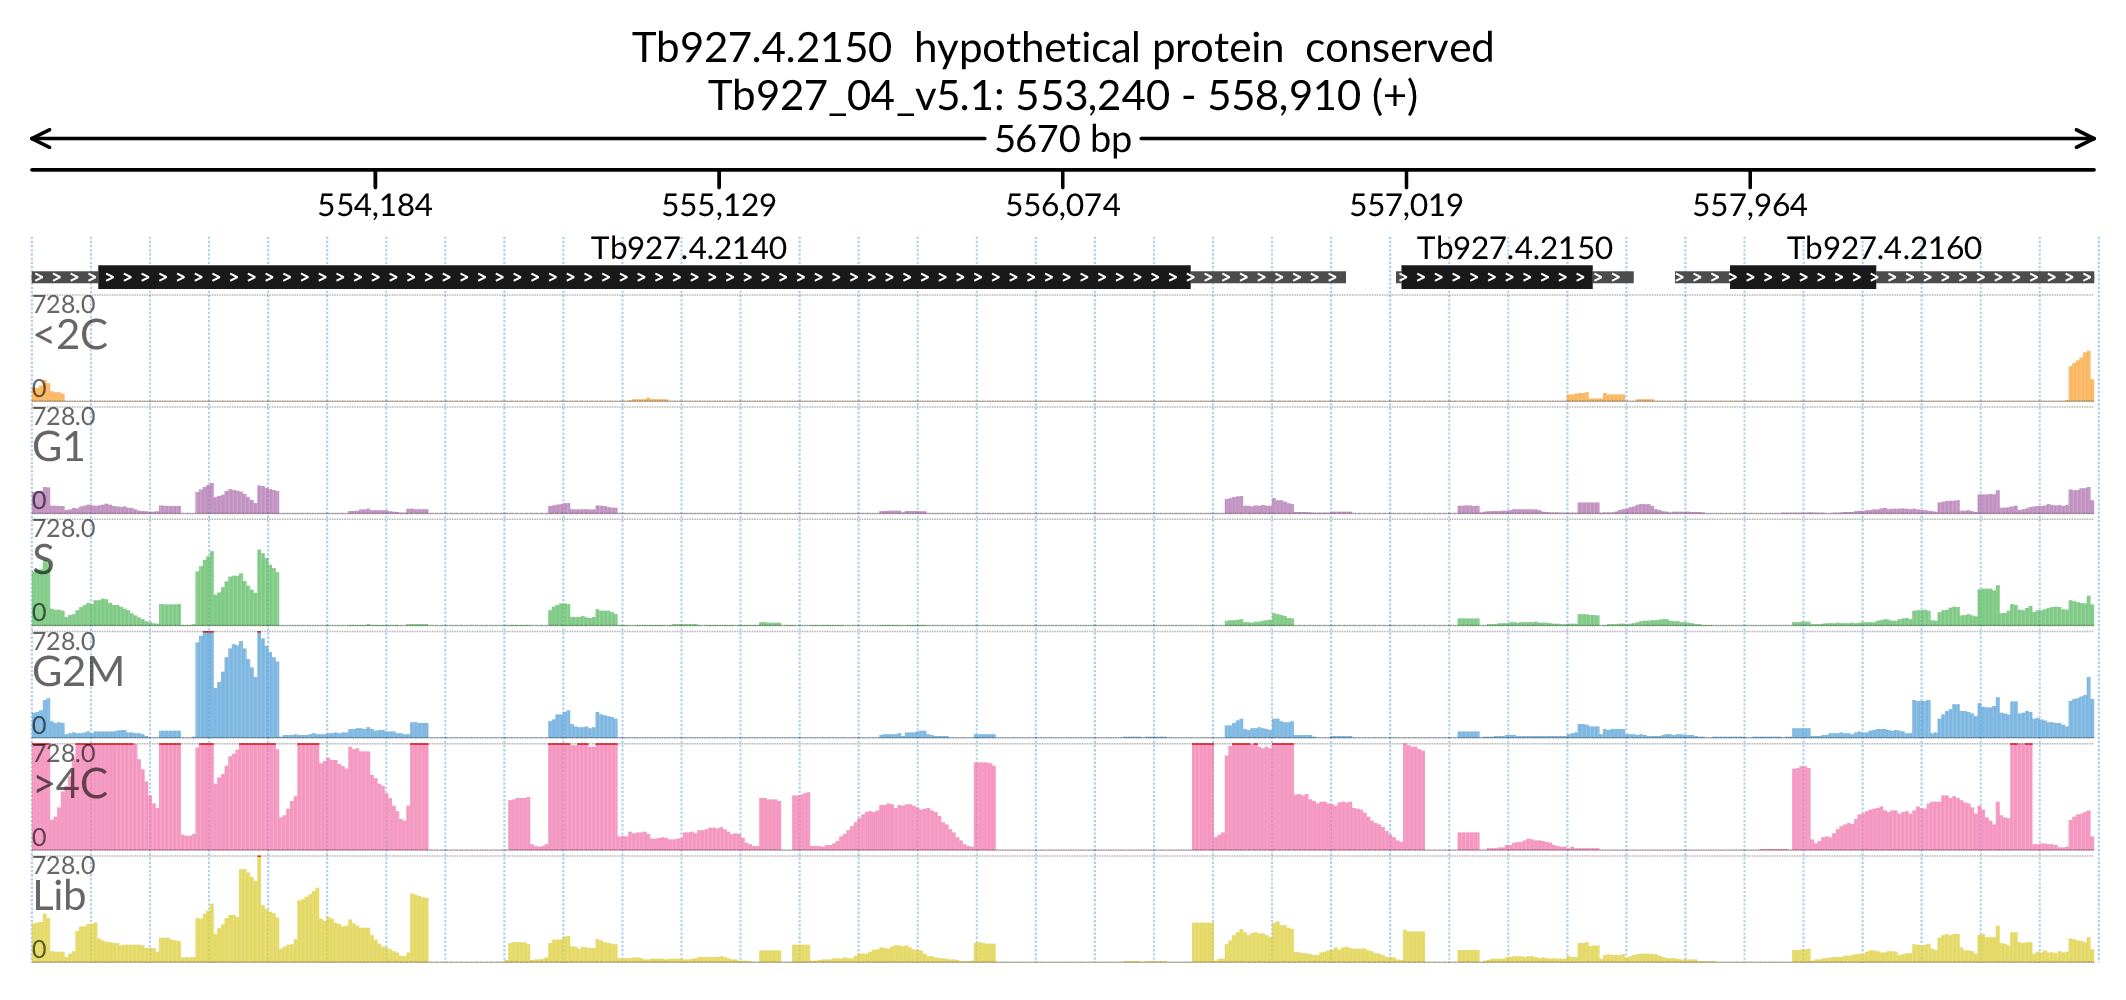 Tb927.4.2150 hypothetical protein conserved
Tb927_04_v5.1: 553,240 - 558,910 (+)
5670 bp
554,184 555,129 556,074 557,019 557,964
Tb927.4.2140 Tb927.4.2150 Tb927.4.2160
728.0
<2C
0
728.0
G1
0
728.0
S
0
728.0
G2M
0
728.0
>4C
0
728.0
Lib
0